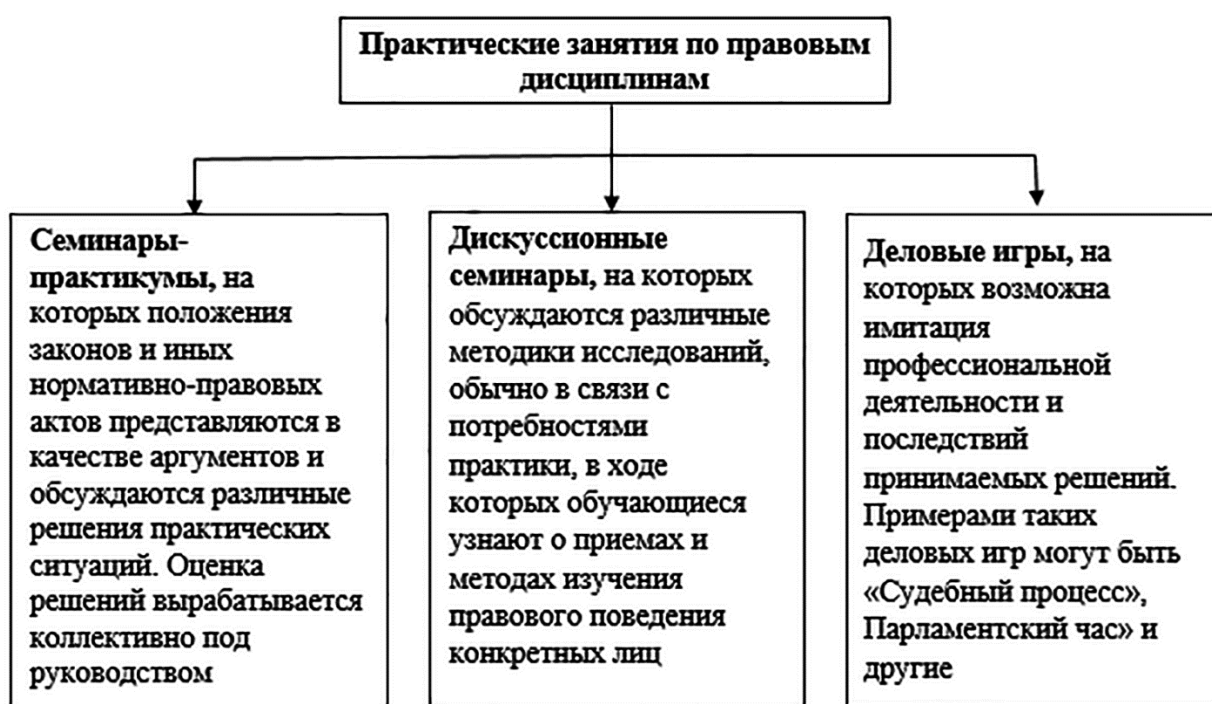 Практические занятия по правовым
дисциплинам
Семинары-
практикумы, на
которых положения
законов и иных
нормативно-правовых
актов представляются в
качестве аргументов и
обсуждаются различные
решения практических
ситуаций. Оценка
решений вырабатывается
коллективно под
руководством
Дискуссионные
семинары, на которых
обсуждаются различные
методики исследований,
обычно в связи с
потребностями
практики, в ходе
которых обучающиеся
узнают о приемах и
методах изучения
правового поведения
конкретных лиц
Деловые игры, на
которых возможна
имитация
профессиональной
деятельности и
последствий
принимаемых решений.
Примерами таких
деловых игр могут быть
«Судебный процесс»,
Парламентский час» и
другие